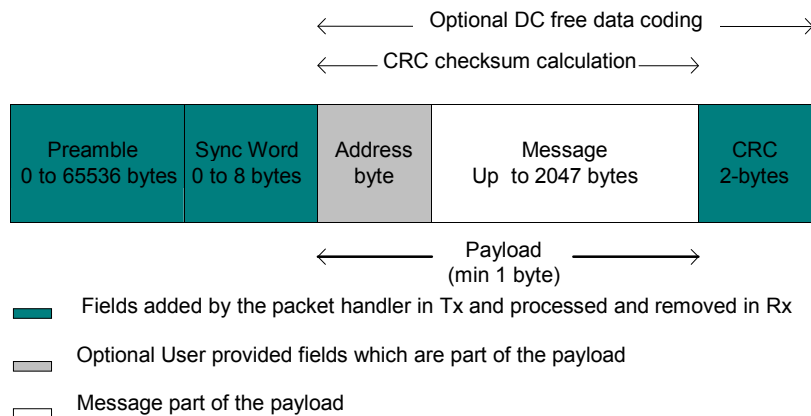 Optional DC free data coding
CRC checksum calculation
Preamble
0 to 65536 bytes
Sync Word
0 to 8 bytes
Address
byte
Message
Up to 2047 bytes
CRC
2-bytes
Payload
(min 1 byte)
Fields added by the packet handler in Tx and processed and removed in Rx
Optional User provided fields which are part of the payload
Message part of the payload